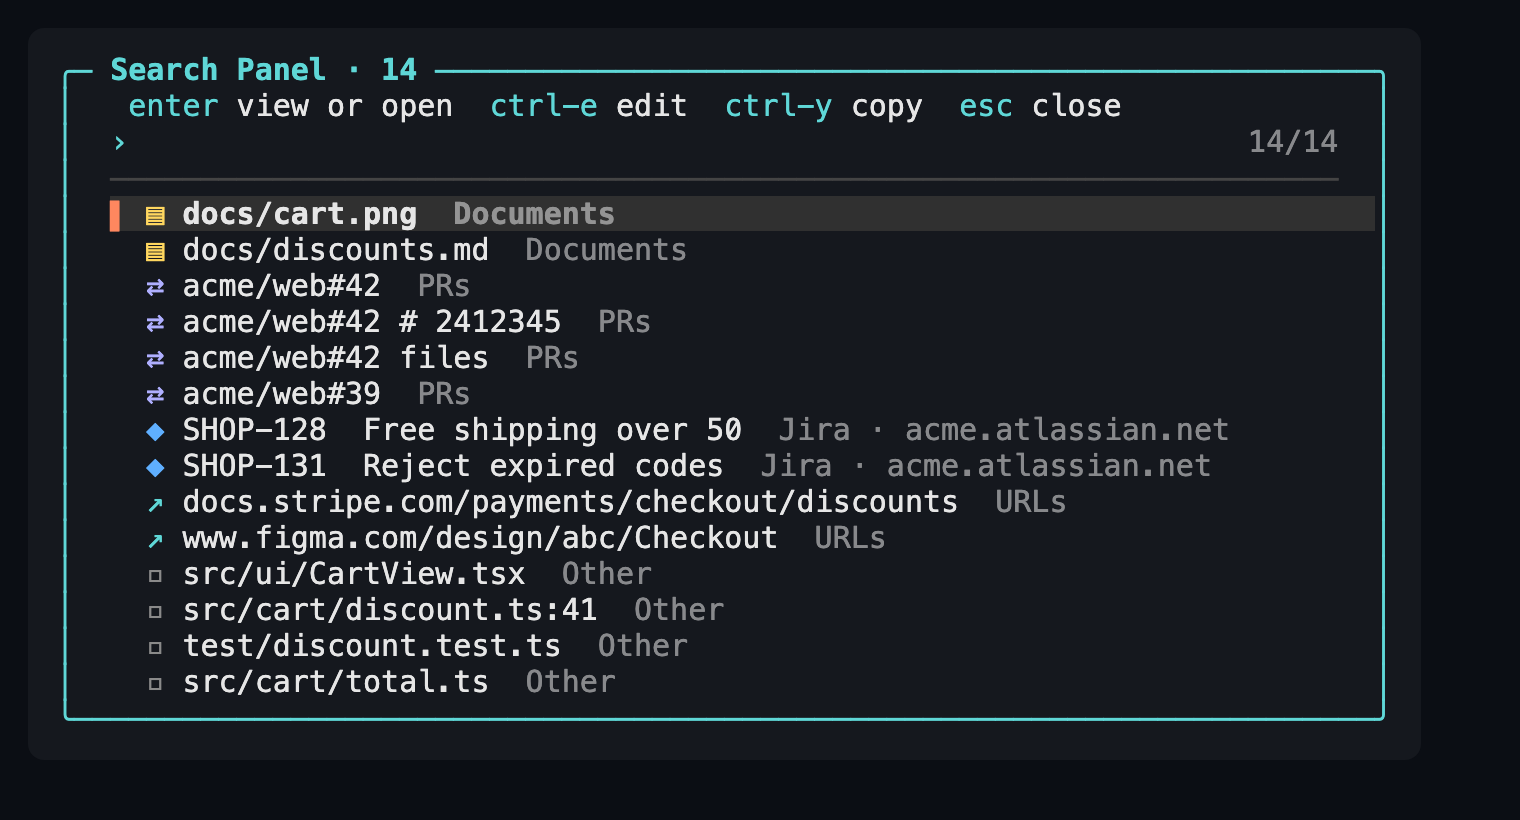 Search Panel · 14
enter view or open  ctrl-e edit  ctrl-y copy  esc close
› 14/14
docs/cart.png  Documents
docs/discounts.md  Documents
⇄ acme/web#42  PRs
⇄ acme/web#42 # 2412345  PRs
⇄ acme/web#42 files  PRs
⇄ acme/web#39  PRs
◆ SHOP-128  Free shipping over 50  Jira · acme.atlassian.net
◆ SHOP-131  Reject expired codes  Jira · acme.atlassian.net
↗ docs.stripe.com/payments/checkout/discounts  URLs
↗ www.figma.com/design/abc/Checkout  URLs
▫ src/ui/CartView.tsx  Other
▫ src/cart/discount.ts:41  Other
▫ test/discount.test.ts  Other
▫ src/cart/total.ts  Other